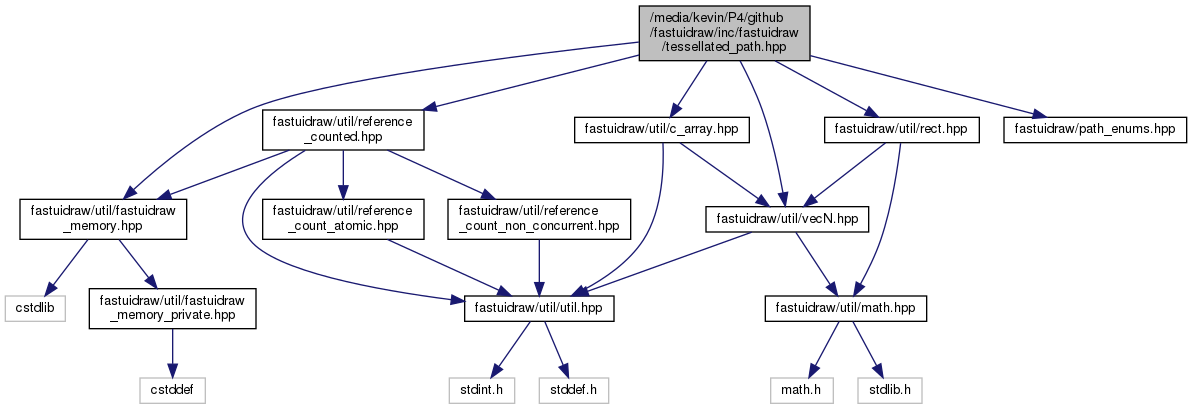 /media/kevin/P4/github
/fastuidraw/inc/fastuidraw
/tessellated_path.hpp
fastuidraw/util/reference
_counted.hpp
fastuidraw/util/c_array.hpp
fastuidraw/util/rect.hpp
fastuidraw/path_enums.hpp
fastuidraw/util/fastuidraw
_memory.hpp
fastuidraw/util/reference
_count_atomic.hpp
fastuidraw/util/reference
_count_non_concurrent.hpp
fastuidraw/util/vecN.hpp
cstdlib
fastuidraw/util/fastuidraw
_memory_private.hpp
fastuidraw/util/util.hpp
fastuidraw/util/math.hpp
cstddef
stdint.h
stddef.h
math.h
stdlib.h